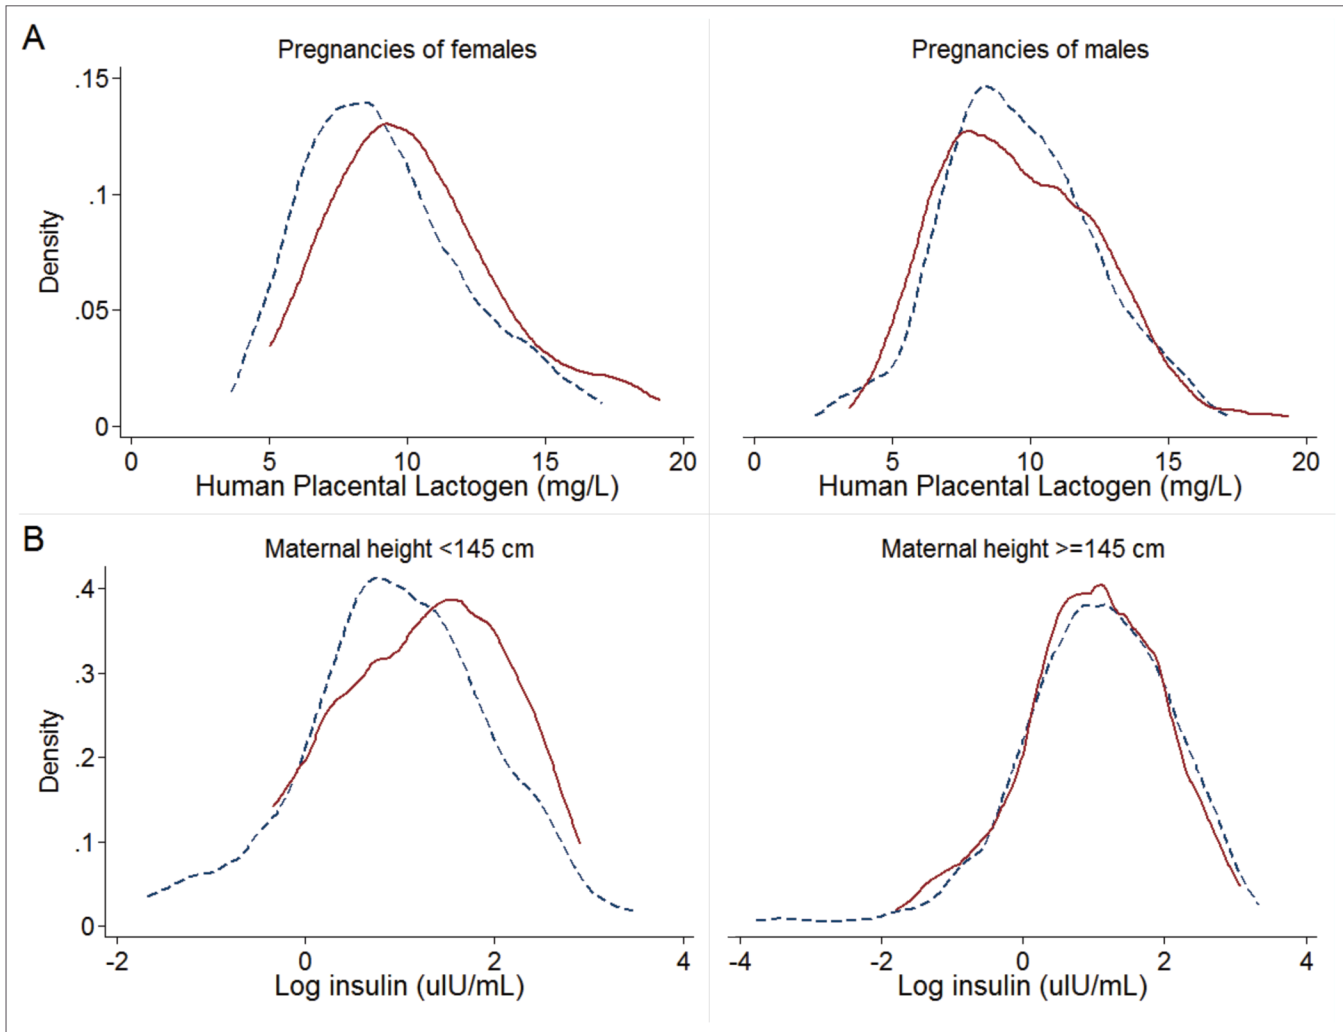 A
Pregnancies of females
Pregnancies of males
Density
.15
.1
.05
0
0 5 10 15 20
0 5 10 15 20
Human Placental Lactogen (mg/L)
Human Placental Lactogen (mg/L)
B
Maternal height <145 cm
Maternal height >=145 cm
Density
.4
.3
.2
.1
0
-2 0 2 4
-4 -2 0 2 4
Log insulin (uIU/mL)
Log insulin (uIU/mL)